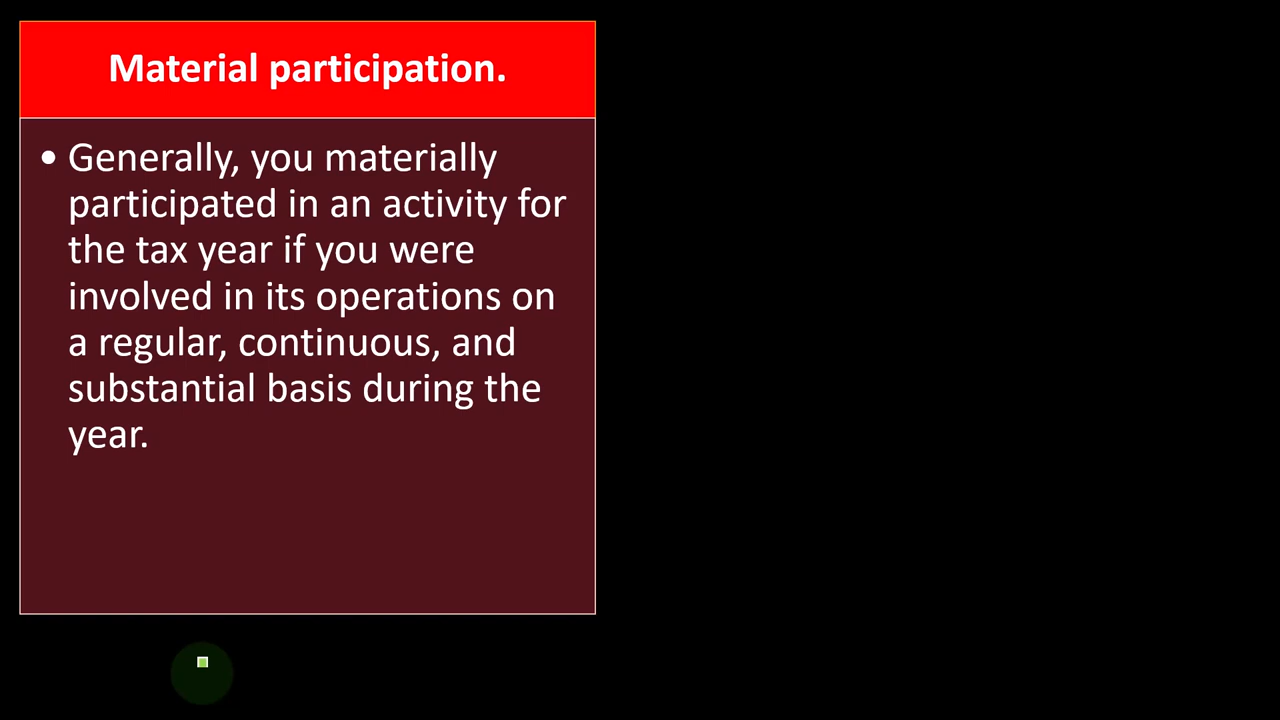 Material participation.
• Generally, you materially
participated in an activity for
the tax year if you were
involved in its operations on
a regular, continuous, and
substantial basis during the
year.